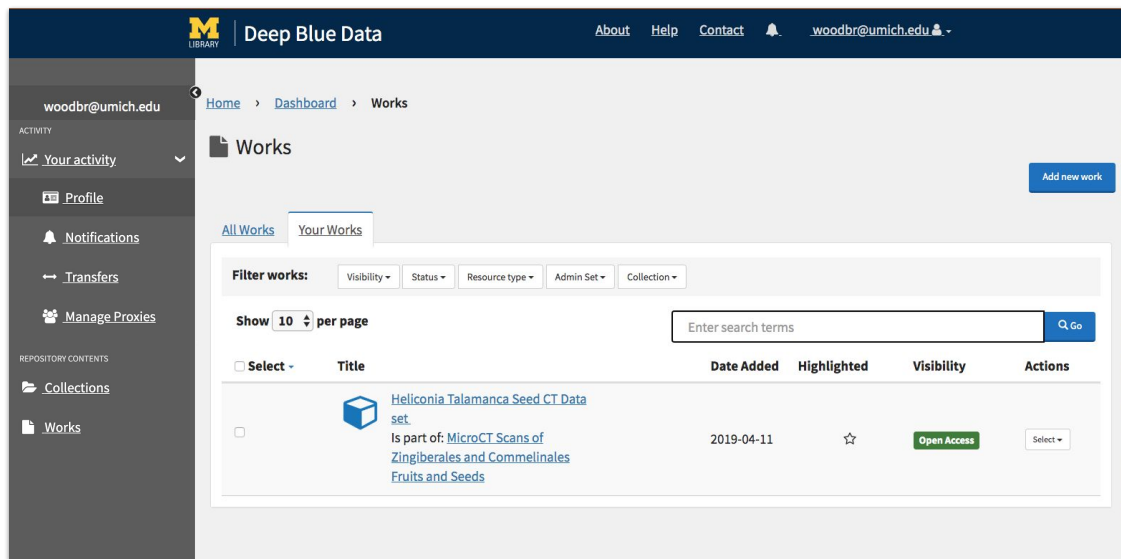 M
LIBRARY
Deep Blue Data
About Help Contact woodbr@umich.edu
woodbr@umich.edu
ACTIVITY
Your activity
Profile
Notifications
Transfers
Manage Proxies
REPOSITORY CONTENTS
Collections
Works
Home › Dashboard › Works
Works
Add new work
All Works Your Works
Filter works: Visibility Status Resource type Admin Set Collection
Show 10 per page Enter search terms Go
Select Title Date Added Highlighted Visibility Actions
Heliconia Talamanca Seed CT Data
set
Is part of: MicroCT Scans of
Zingiberales and Commelinales
Fruits and Seeds
2019-04-11 Open Access Select